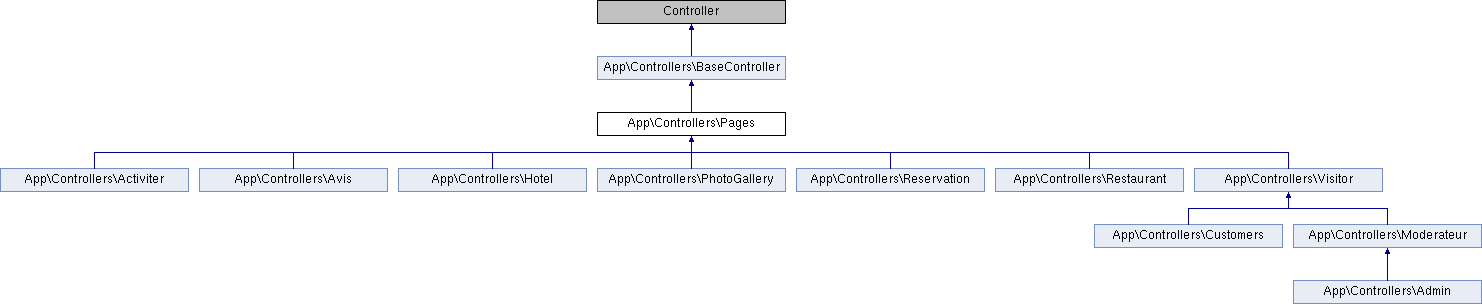 Controller
App\Controllers\BaseController
App\Controllers\Pages
App\Controllers\Activiter
App\Controllers\Avis
App\Controllers\Hotel
App\Controllers\PhotoGallery
App\Controllers\Reservation
App\Controllers\Restaurant
App\Controllers\Visitor
App\Controllers\Customers
App\Controllers\Moderateur
App\Controllers\Admin